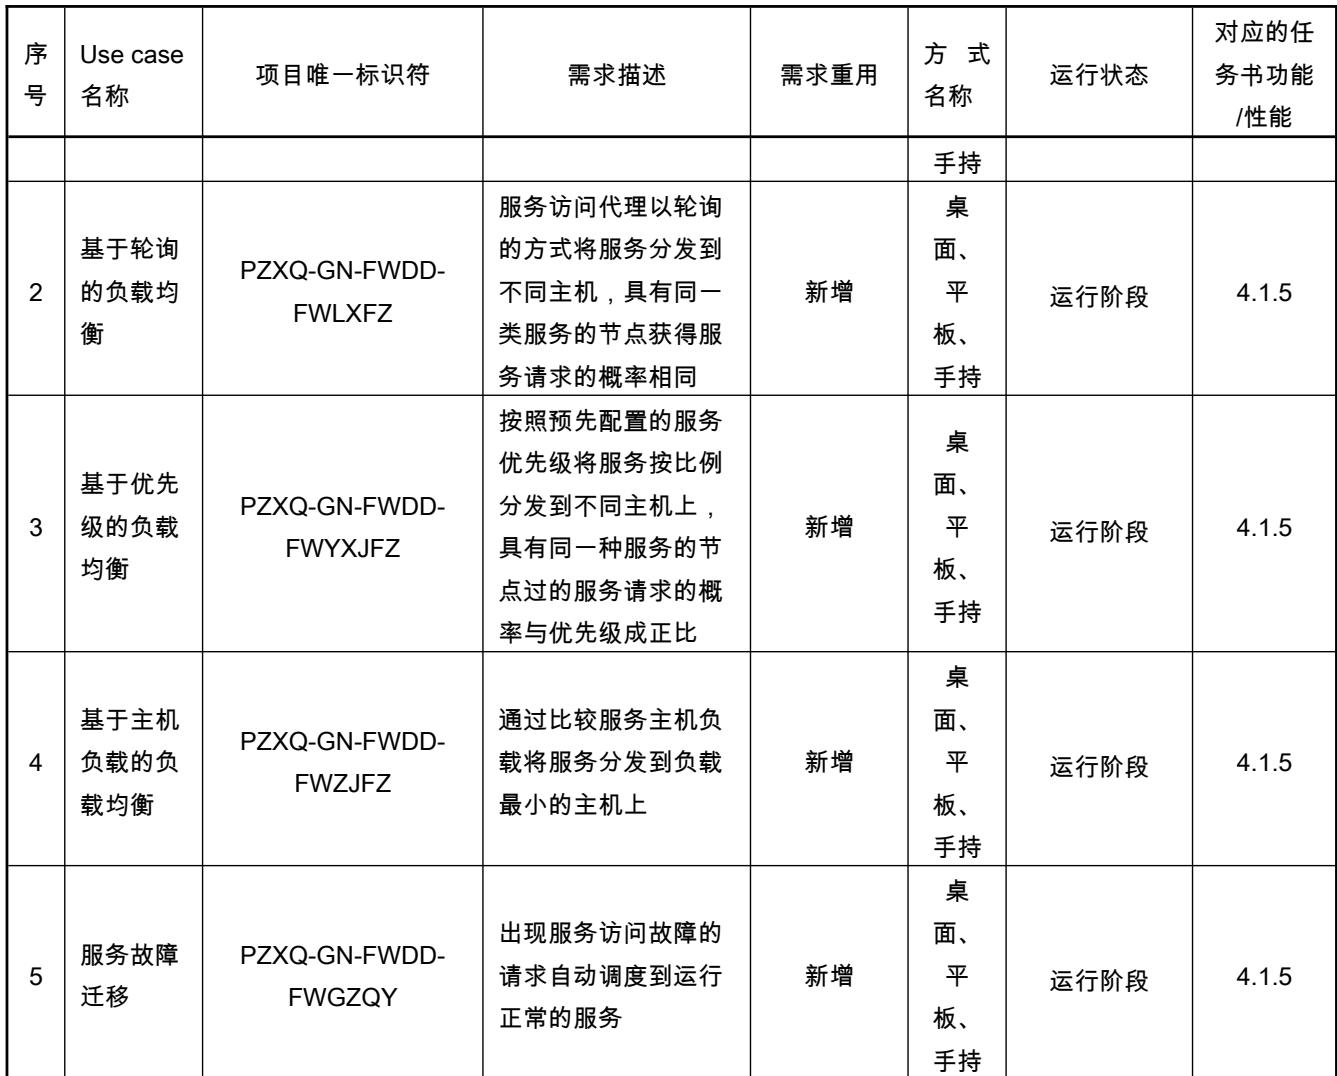 序号 Use case 名称 项目唯一标识符 需求描述 需求重用 方式名称 运行状态 对应的任务书功能/性能
手持
2
基于轮询
的负载均
衡
PZXQ-GN-FWDD-
FWLXFZ
服务访问代理以轮询
的方式将服务分发到
不同主机，具有同一
类服务的节点获得服
务请求的概率相同
新增
桌
面、
平
板、
手持
运行阶段
4.1.5
3
基于优先
级的负载
均衡
PZXQ-GN-FWDD-
FWYXJFZ
按照预先配置的服务
优先级将服务按比例
分发到不同主机上，
具有同一种服务的节
点过的服务请求的概
率与优先级成正比
新增
桌
面、
平
板、
手持
运行阶段
4.1.5
4
基于主机
负载的负
载均衡
PZXQ-GN-FWDD-
FWZJFZ
通过比较服务主机负
载将服务分发到负载
最小的主机上
新增
桌
面、
平
板、
手持
运行阶段
4.1.5
5
服务故障
迁移
PZXQ-GN-FWDD-
FWGZQY
出现服务访问故障的
请求自动调度到运行
正常的服务
新增
桌
面、
平
板、
手持
运行阶段
4.1.5